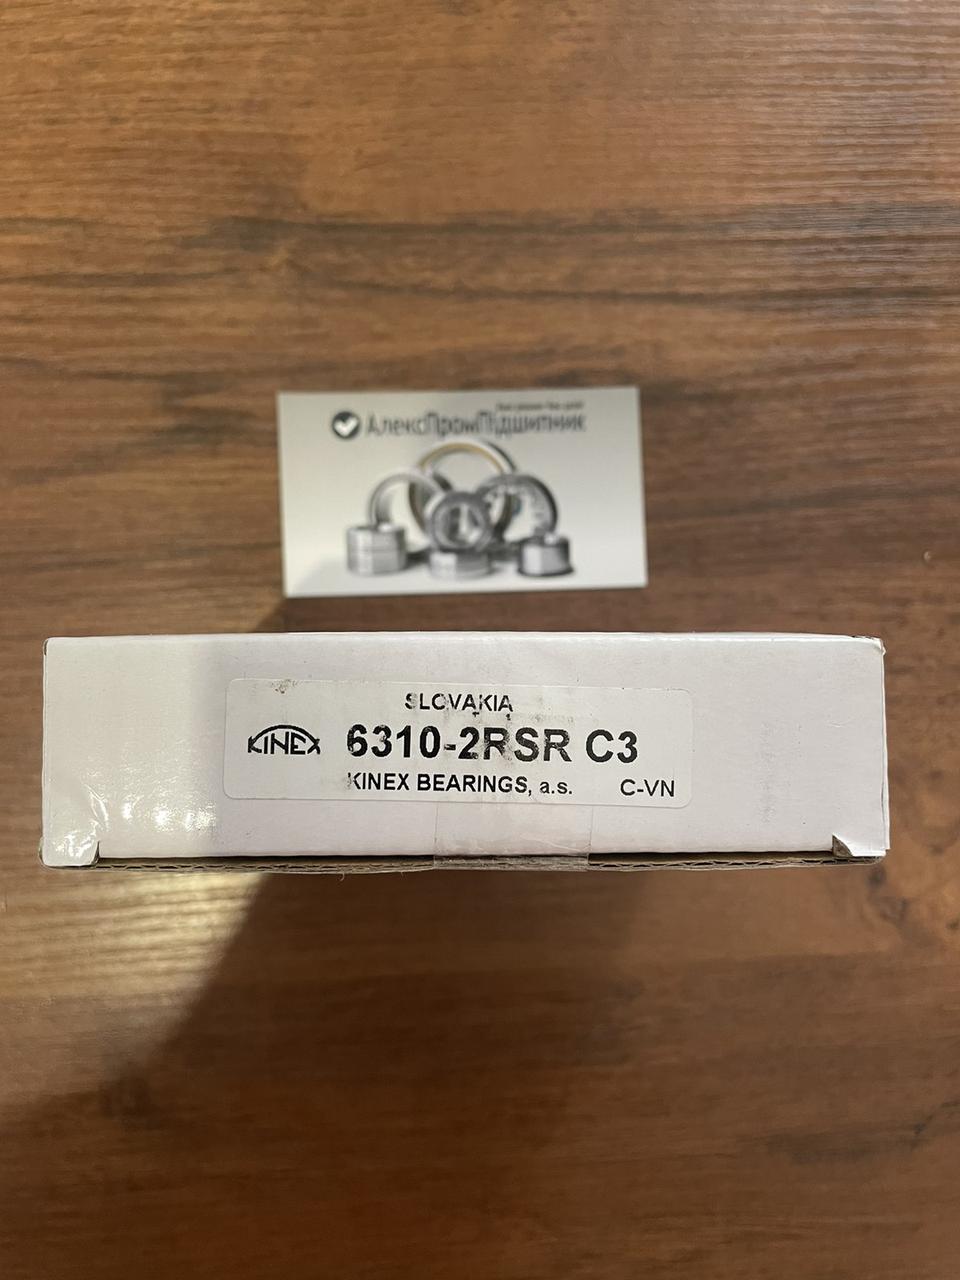 АлексПромПідшипник
SLOVAKIA
KINEX 6310-2RSR C3
KINEX BEARINGS, a.s. C-VN